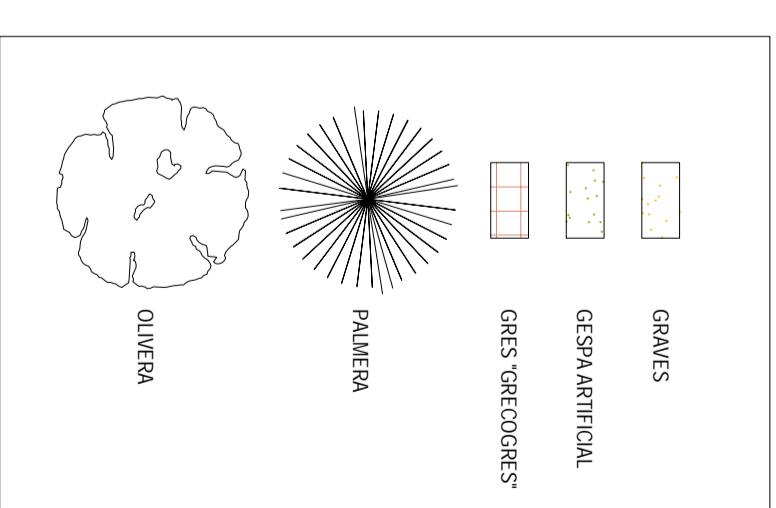 GRAVES
GESPA ARTIFICIAL
GRES "GRECOGRES"
PALMERA
OLIVERA